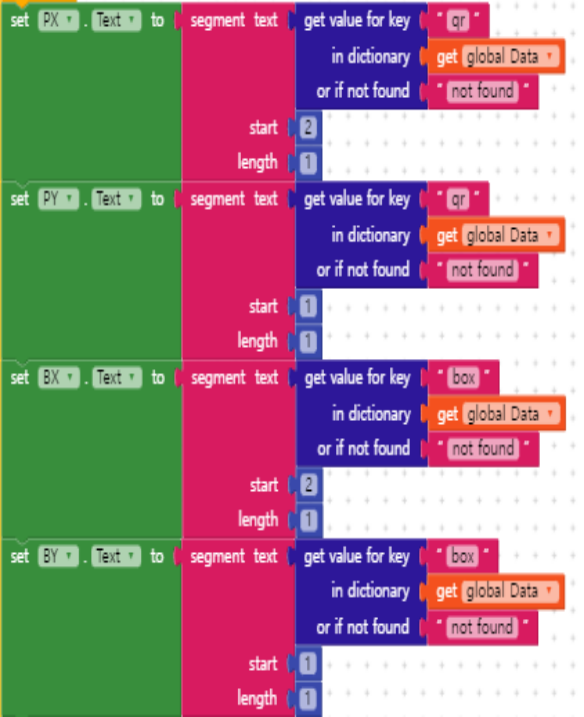 set PX . Text to segment text get value for key " qr "
in dictionary get global Data
or if not found " not found "
start 2
length 1
set PY . Text to segment text get value for key " qr "
in dictionary get global Data
or if not found " not found "
start 1
length 1
set BX . Text to segment text get value for key " box "
in dictionary get global Data
or if not found " not found "
start 2
length 1
set BY . Text to segment text get value for key " box "
in dictionary get global Data
or if not found " not found "
start 1
length 1